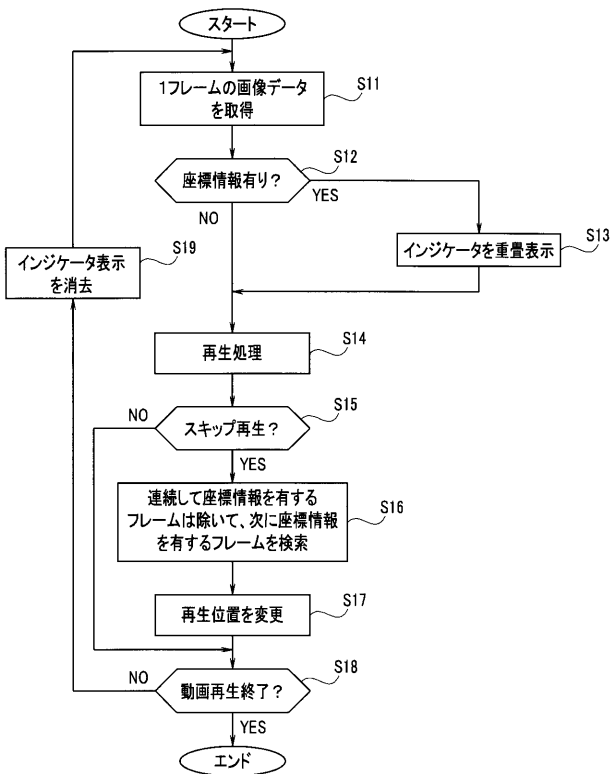 スタート
1フレームの画像データ
を取得
S11
座標情報有り?
S12
YES
NO
インジケータを重畳表示
S13
インジケータ表示
を消去
S19
再生処理
S14
スキップ再生?
S15
NO
YES
連続して座標情報を有する
フレームは除いて、次に座標情報
を有するフレームを検索
S16
再生位置を変更
S17
動画再生終了?
S18
NO
YES
エンド